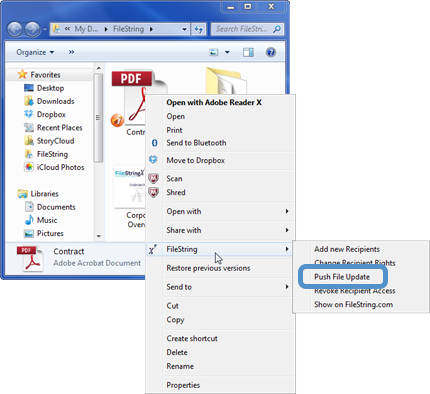 My D... ▸ FileString ▸
FileStrin...
Organize ▾ »
Favorites
Desktop
Downloads
Dropbox
Recent Places
StoryCloud
FileString
iCloud Photos
Libraries
Documents
Music
Pictures
PDF
Contr
FileString
Corpo
Overv
PDF
Contract
Adobe Acrobat Document
Open with Adobe Reader X
Open
Print
Send to Bluetooth
Move to Dropbox
Scan
Shred
Open with
Share with
FileString
Restore previous versions
Send to
Cut
Copy
Create shortcut
Delete
Rename
Properties
Add new Recipients
Change Recipient Rights
Push File Update
Revoke Recipient Access
Show on FileString.com